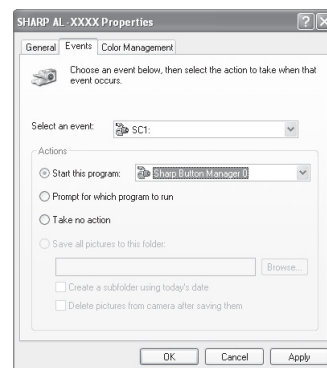 SHARP AL-XXXX Properties
General Events Color Management
Choose an event below, then select the action to take when that
event occurs.
Select an event: SC1:
Actions
Start this program: Sharp Button Manager O
Prompt for which program to run
Take no action
Save all pictures to this folder:
Browse...
Create a subfolder using today's date
Delete pictures from camera after saving them
OK Cancel Apply